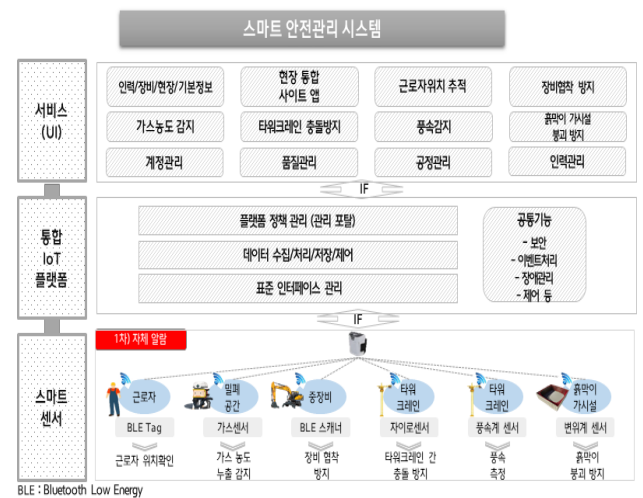 스마트 안전관리 시스템
서비스
(UI)
인력/장비/현장/기본정보
현장 통합
사이트 앱
근로자위치 추적
장비협착 방지
가스농도 감지
타워크레인 충돌방지
풍속감지
흙막이 가시설
붕괴 방지
계정관리
품질관리
공정관리
인력관리
IF
통합
IoT
플랫폼
플랫폼 정책 관리 (관리 포탈)
데이터 수집/처리/저장/제어
표준 인터페이스 관리
공통기능
- 보안
- 이벤트처리
- 장애관리
- 제어 등
IF
스마트
센서
1차) 자체 알람
근로자
밀폐
공간
중장비
타워
크레인
타워
크레인
흙막이
가시설
BLE Tag
가스센서
BLE 스캐너
자이로센서
풍속계 센서
변위계 센서
근로자 위치확인
가스 농도
누출 감지
장비 협착
방지
타워크레인 간
충돌 방지
풍속
측정
흙막이
붕괴 방지
BLE : Bluetooth Low Energy